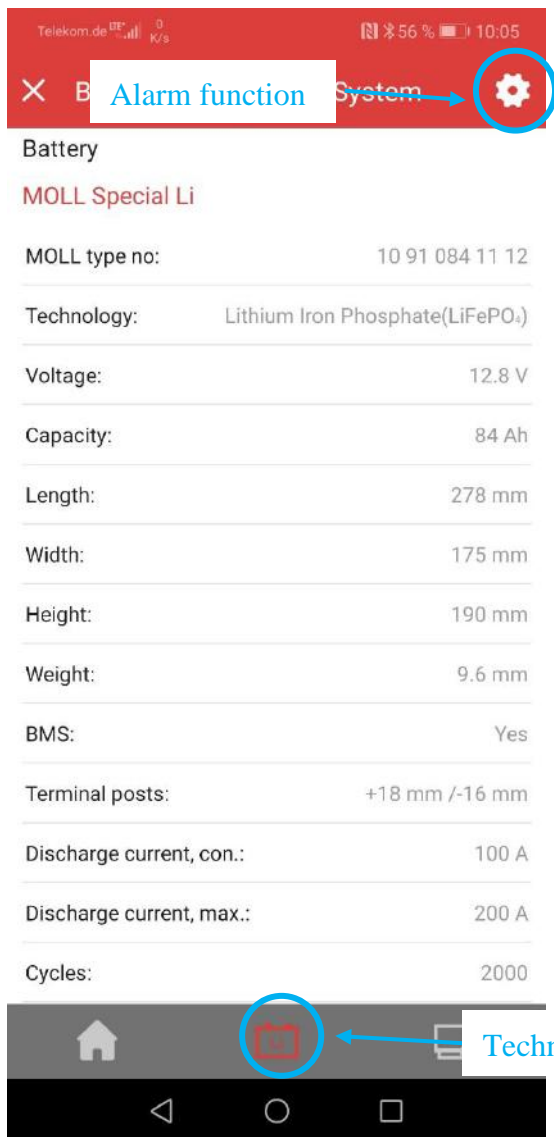 Telekom.de LTE 0 K/s 56 % 10:05
B Alarm function System
Battery
MOLL Special Li
MOLL type no: 10 91 084 11 12
Technology: Lithium Iron Phosphate(LiFePO₄)
Voltage: 12.8 V
Capacity: 84 Ah
Length: 278 mm
Width: 175 mm
Height: 190 mm
Weight: 9.6 mm
BMS: Yes
Terminal posts: +18 mm /-16 mm
Discharge current, con.: 100 A
Discharge current, max.: 200 A
Cycles: 2000
Techn